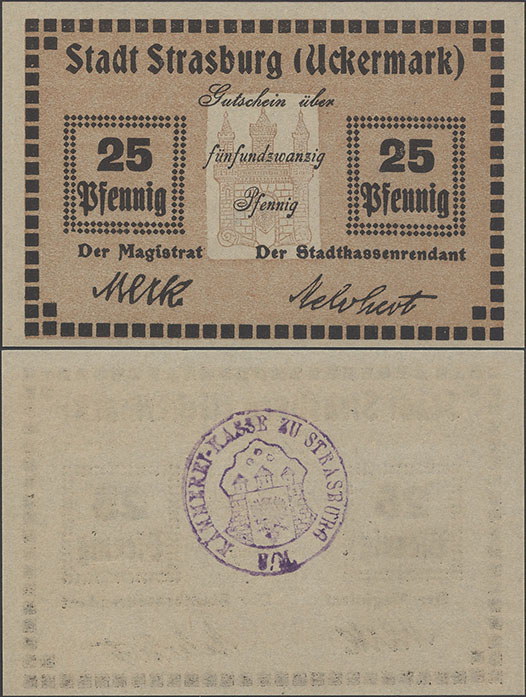 Stadt Strasburg (Uckermark)
Gutschein über
25
Pfennig
fünfundzwanzig
Pfennig
25
Pfennig
Der Magistrat
Der Stadtkassenrendant
Merk
KÄMMEREI-KASSE ZU STRASBURG
U/M